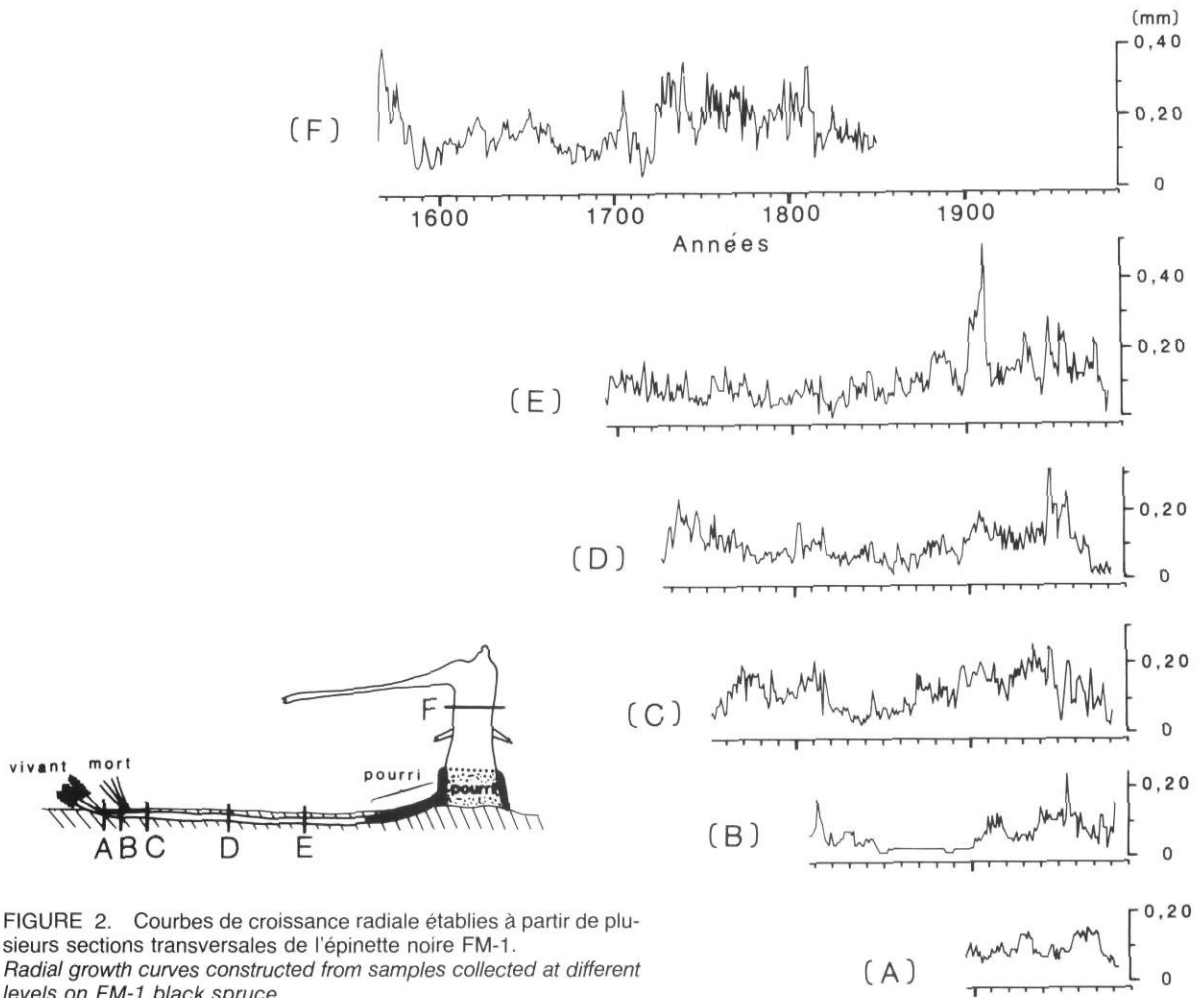 (mm)
0,40
0,20
0
(F)
1600 1700 1800 1900
Années
0,40
0,20
0
(E)
0,20
0
(D)
0,20
0
(C)
0,20
0
(B)
0,20
0
(A)
F
vivant mort
pourri
pourri
A B C D E
FIGURE 2. Courbes de croissance radiale établies à partir de plu-
sieurs sections transversales de l'épinette noire FM-1.
Radial growth curves constructed from samples collected at different
levels on FM-1 black spruce.